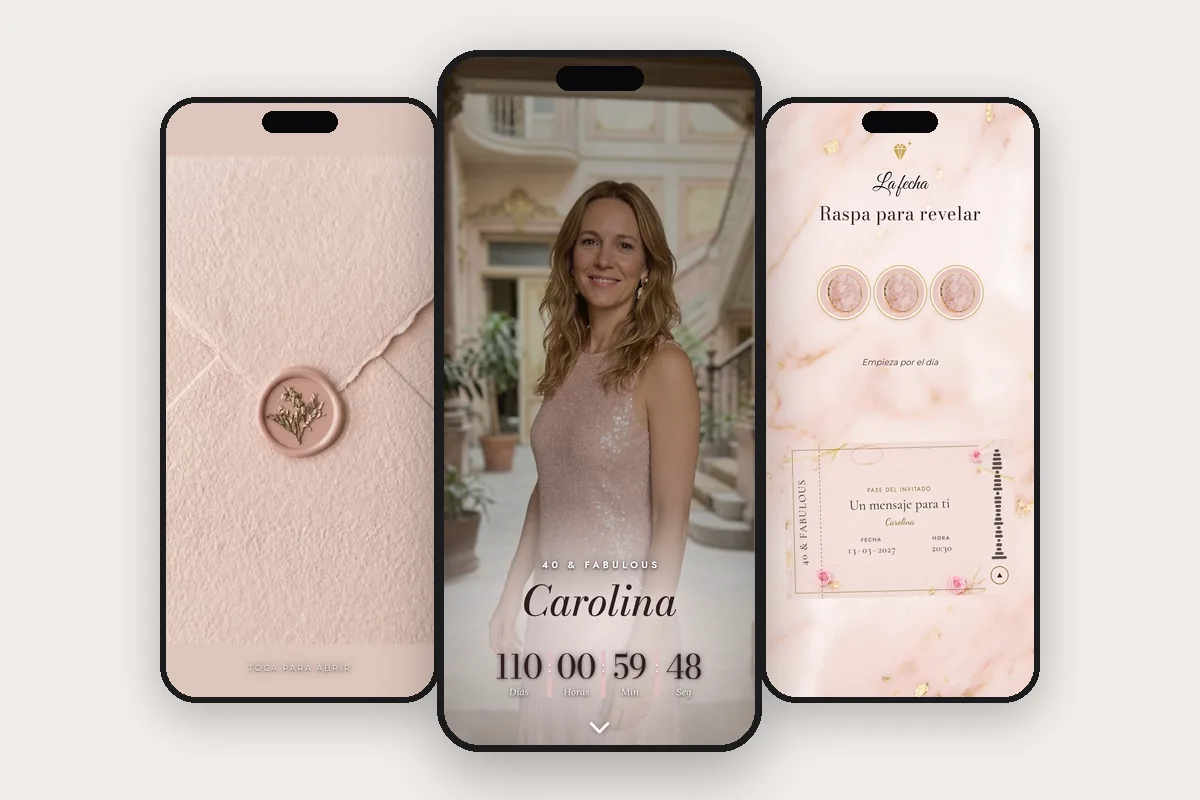 TOCA PARA ABRIR
40 & FABULOUS
Carolina
110 : 00 : 59 : 48
Días Horas Min Seg
La fecha
Raspa para revelar
Empieza por el día
40 & FABULOUS
PASE DEL INVITADO
Un mensaje para ti
Carolina
FECHA HORA
13 · 03 · 2027 20:30